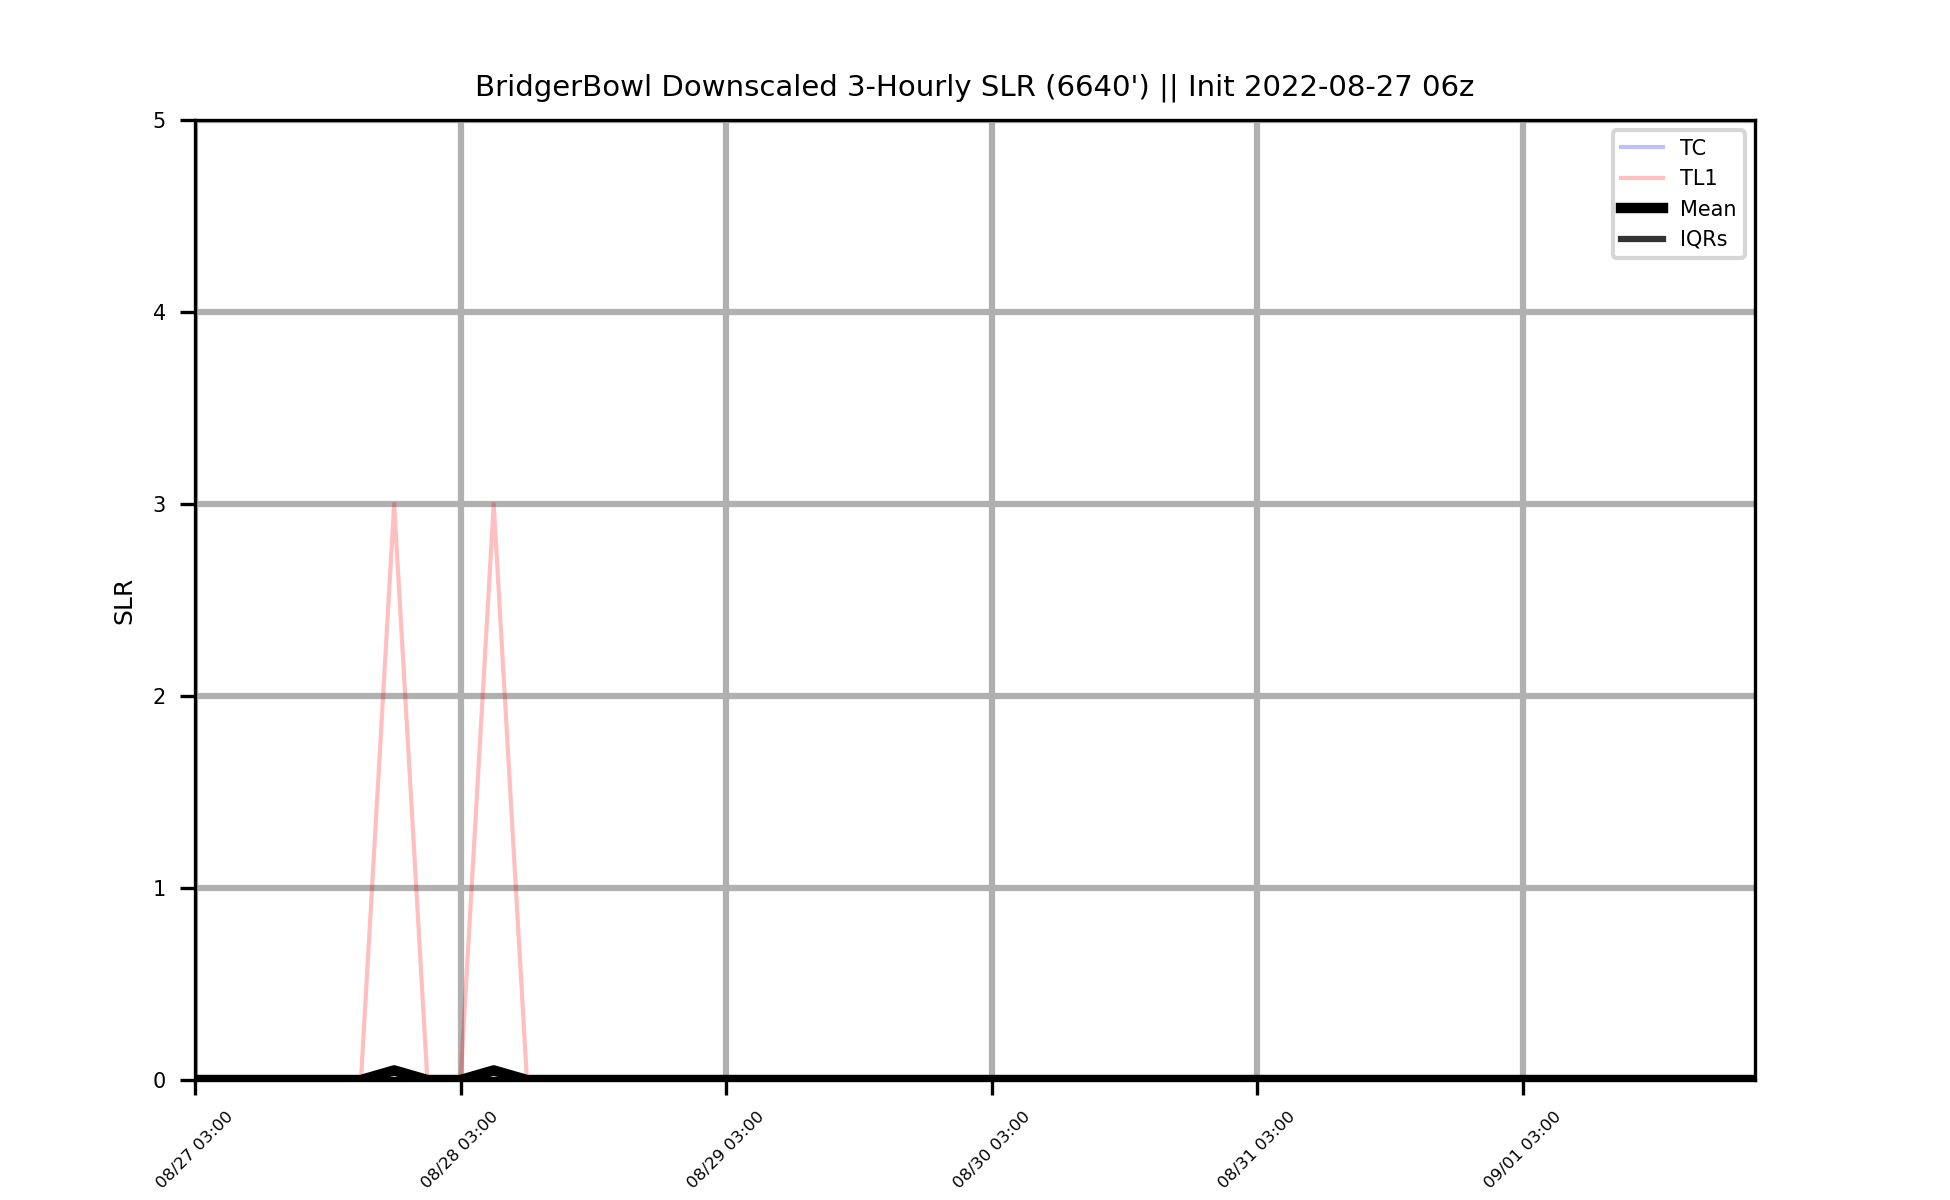 BridgerBowl Downscaled 3-Hourly SLR (6640') || Init 2022-08-27 06z
TC
TL1
Mean
IQRs
5
4
3
2
1
0
SLR
08/27 03:00
08/28 03:00
08/29 03:00
08/30 03:00
08/31 03:00
09/01 03:00